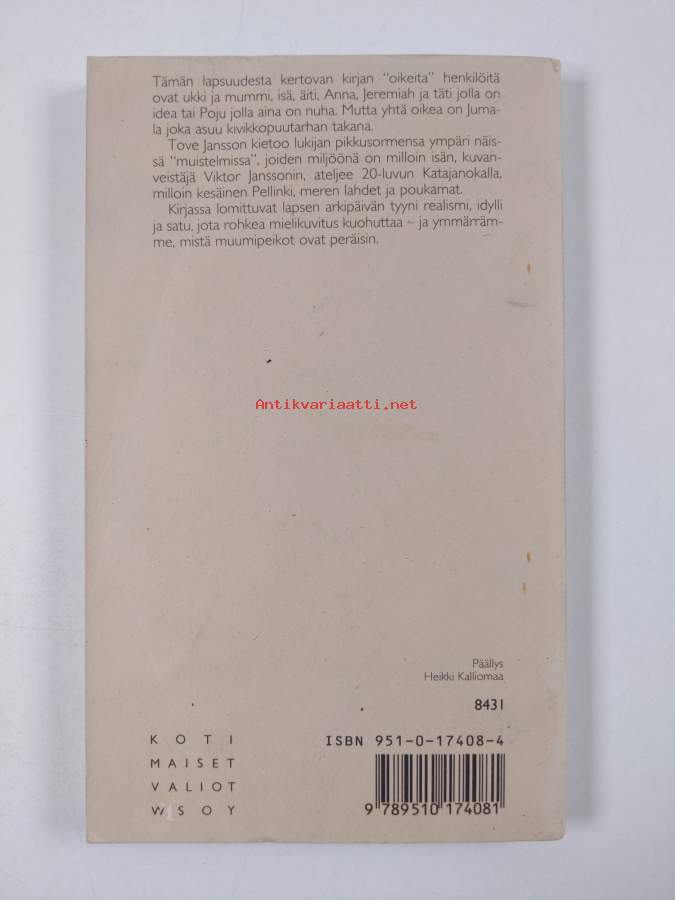 Tämän lapsuudesta kertovan kirjan "oikeita" henkilöitä
ovat ukki ja mummi, isä, äiti, Anna, Jeremiah ja täti jolla on
idea tai Poju jolla aina on nuha. Mutta yhtä oikea on Juma-
la joka asuu kivikkopuutarhan takana.
Tove Jansson kietoo lukijan pikkusormensa ympäri näis-
sä "muistelmissa", joiden miljöönä on milloin isän, kuvan-
veistäjä Viktor Janssonin, ateljee 20-luvun Katajanokalla,
milloin kesäinen Pellinki, meren lahdet ja poukamat.
Kirjassa lomittuvat lapsen arkipäivän tyyni realismi, idylli
ja satu, jota rohkea mielikuvitus kuohuttaa – ja ymmärräm-
me, mistä muumipeikot ovat peräisin.
Antikvariaatti.net
Päällys
Heikki Kalliomaa
8431
KOTI
MAISET
VALIOT
WSOY
ISBN 951-0-17408-4
9 789510 174081